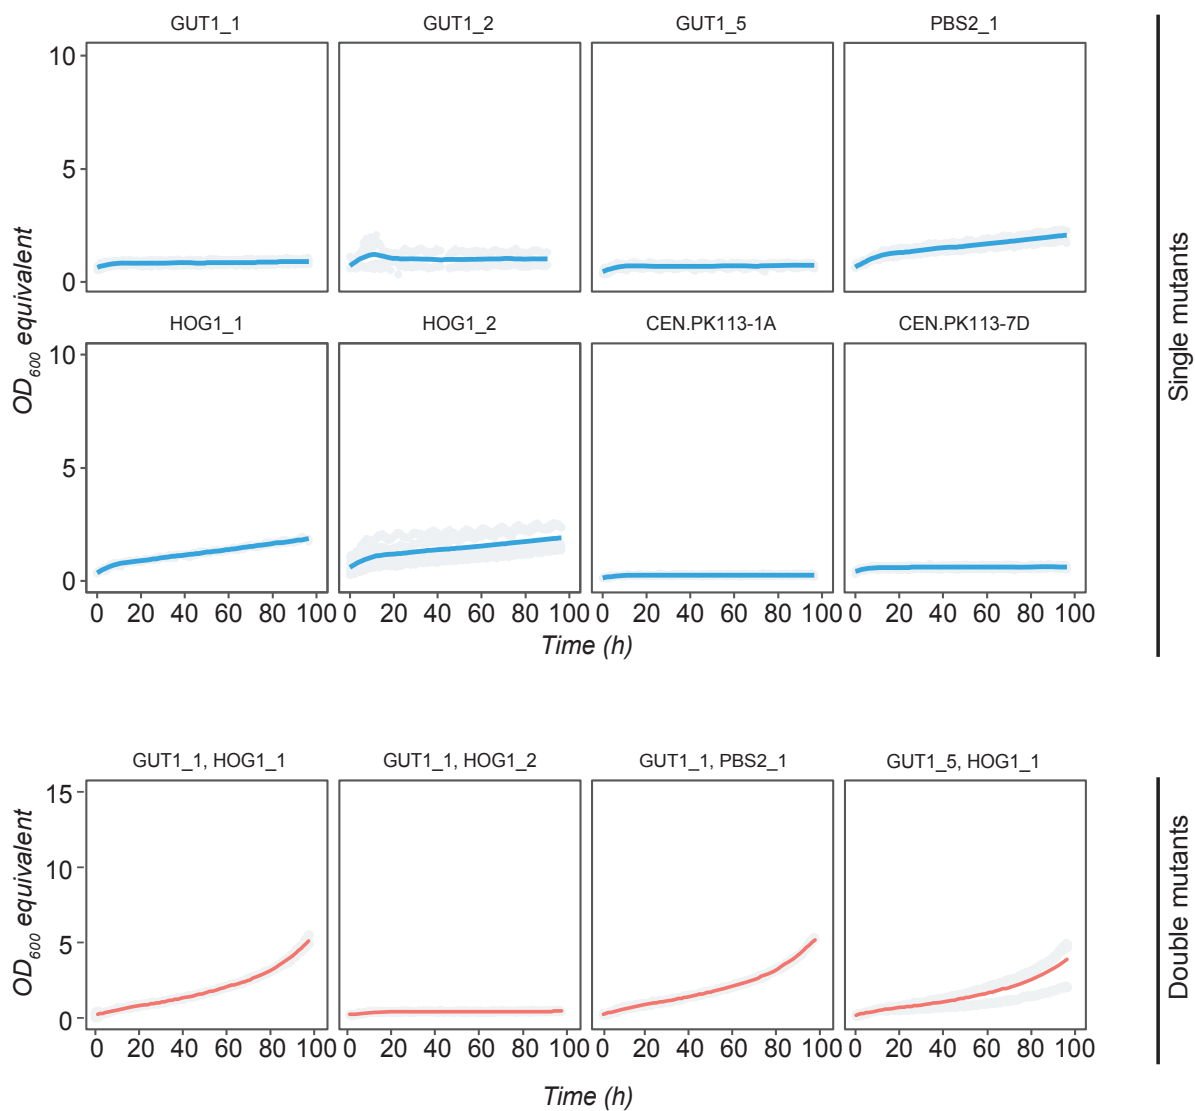 GUT1_1 GUT1_2 GUT1_5 PBS2_1
10
5
0
HOG1_1 HOG1_2 CEN.PK113-1A CEN.PK113-7D
10
5
0
0 20 40 60 80 100 0 20 40 60 80 100 0 20 40 60 80 100 0 20 40 60 80 100
Time (h)
OD600 equivalent
Single mutants
GUT1_1, HOG1_1 GUT1_1, HOG1_2 GUT1_1, PBS2_1 GUT1_5, HOG1_1
15
10
5
0
0 20 40 60 80 100 0 20 40 60 80 100 0 20 40 60 80 100 0 20 40 60 80 100
Time (h)
OD600 equivalent
Double mutants